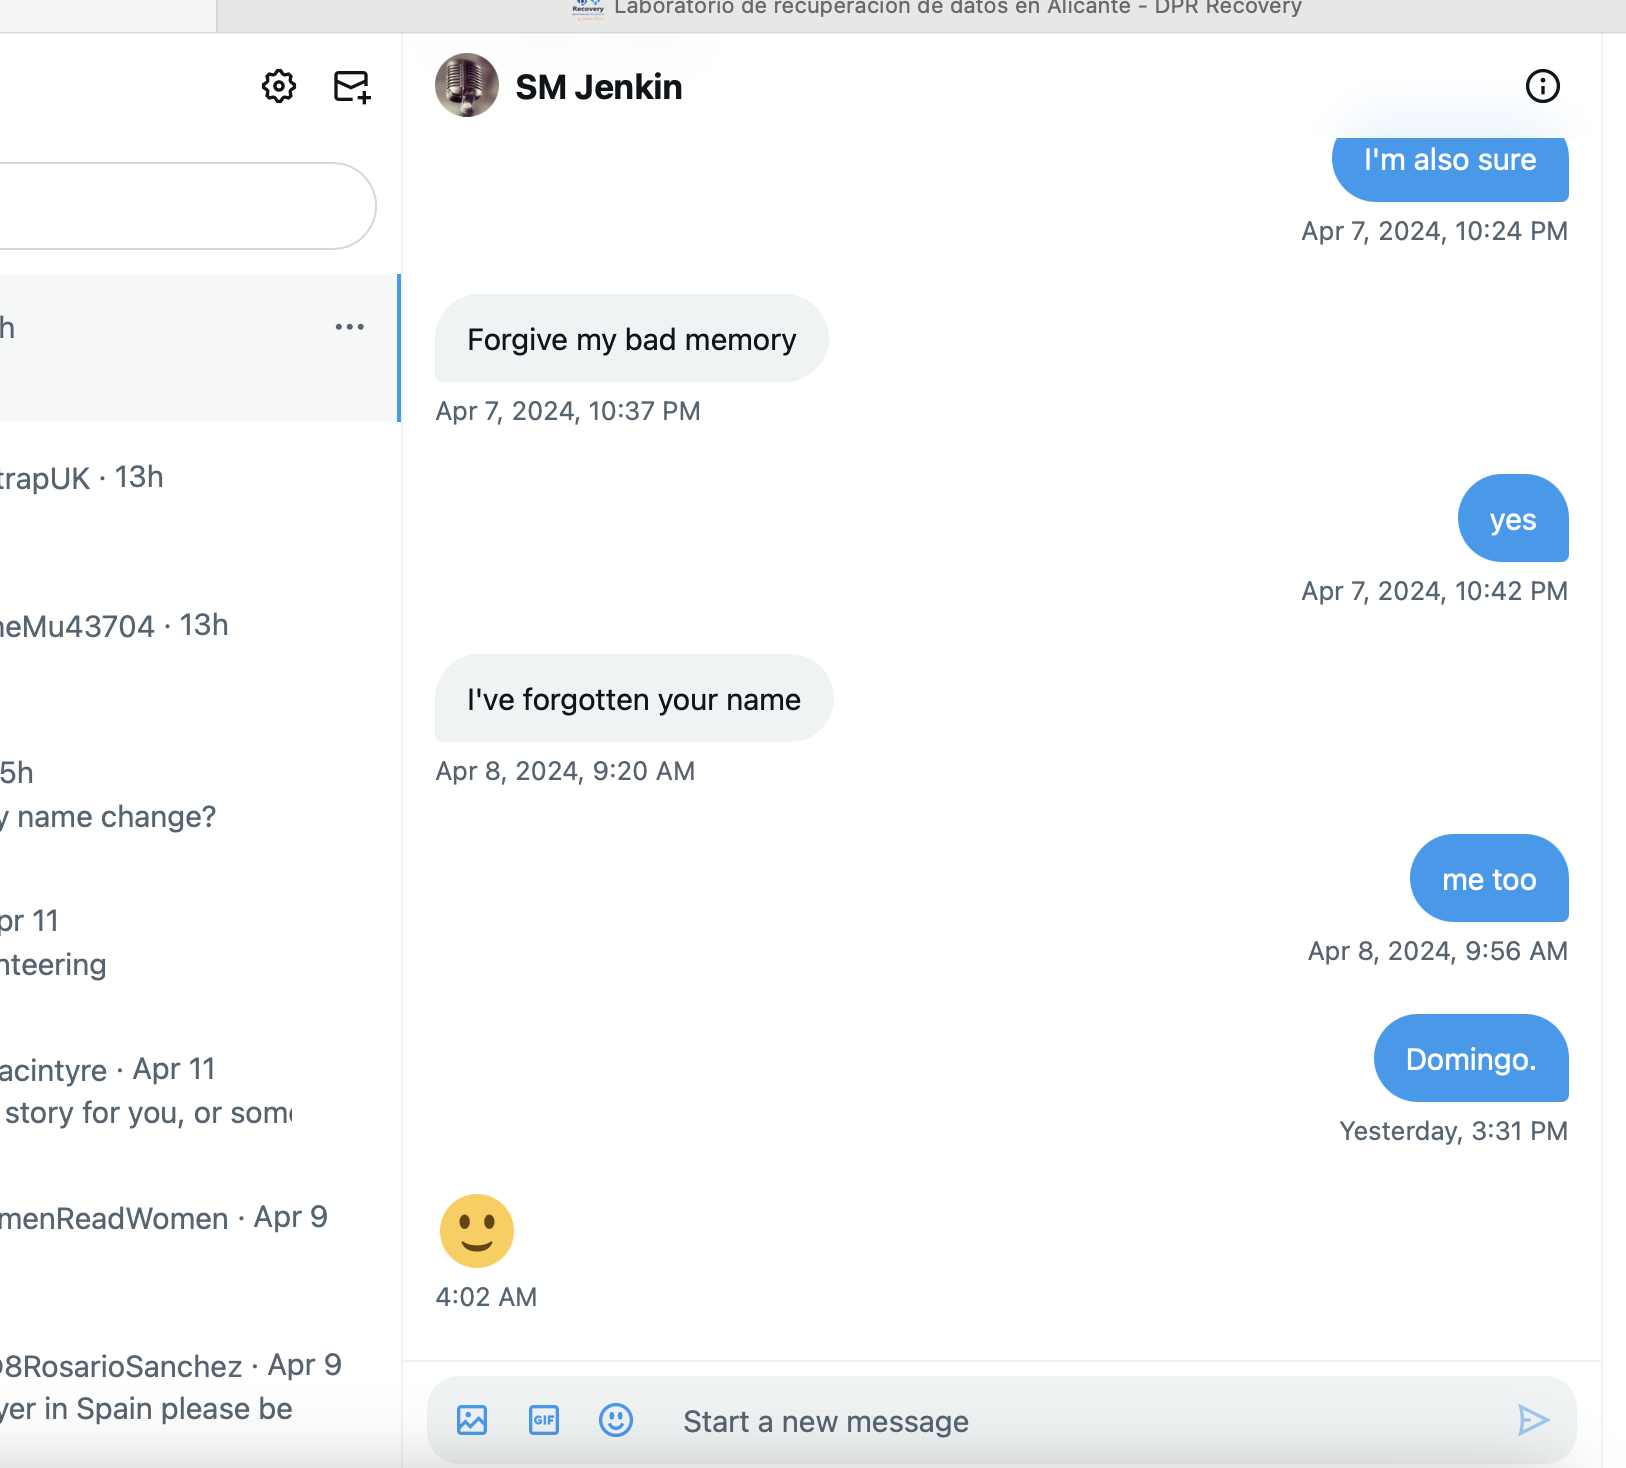 Recovery
Laboratorio de recuperación de datos en Alicante - DPR Recovery
SM Jenkin
I'm also sure
Apr 7, 2024, 10:24 PM
Forgive my bad memory
Apr 7, 2024, 10:37 PM
yes
Apr 7, 2024, 10:42 PM
I've forgotten your name
Apr 8, 2024, 9:20 AM
me too
Apr 8, 2024, 9:56 AM
Domingo.
Yesterday, 3:31 PM
4:02 AM
GIF
Start a new message
h
trapUK · 13h
neMu43704 · 13h
5h
y name change?
pr 11
nteering
acintyre · Apr 11
story for you, or some
menReadWomen · Apr 9
8RosarioSanchez · Apr 9
yer in Spain please be